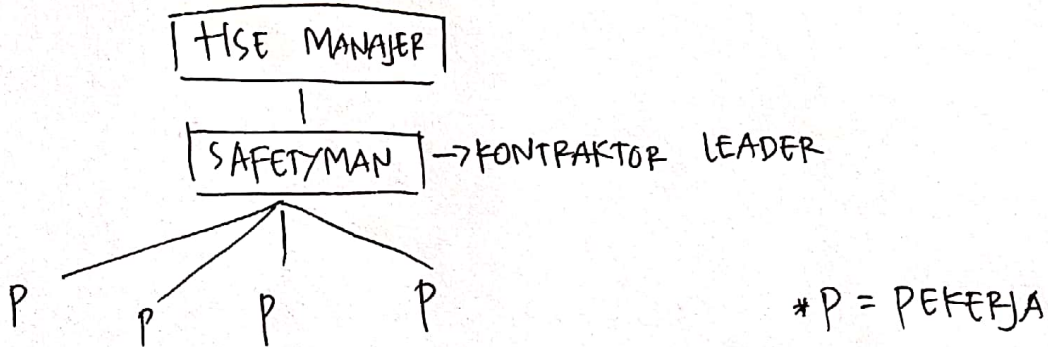 HSE MANAJER
SAFETYMAN → KONTRAKTOR LEADER
P P P P
* P = PEKERJA